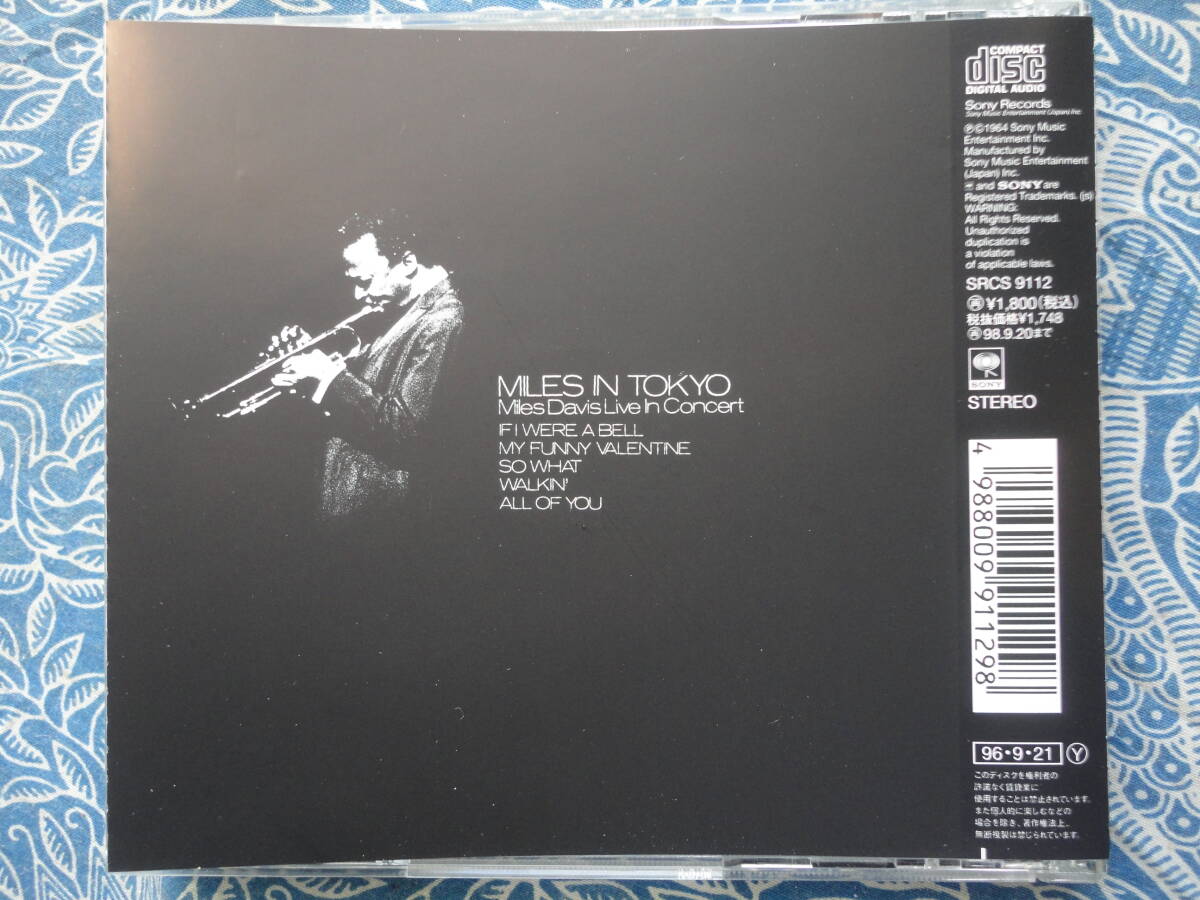 MILES IN TOKYO
Miles Davis Live In Concert
IF I WERE A BELL
MY FUNNY VALENTINE
SO WHAT
WALKIN'
ALL OF YOU
COMPACT
disc
DIGITAL AUDIO
Sony Records
Sony Music Entertainment (Japan) Inc.
Ⓟ©1964 Sony Music
Entertainment Inc.
Manufactured by
Sony Music Entertainment
(Japan) Inc.
and SONY are
Registered Trademarks. (js)
WARNING:
All Rights Reserved.
Unauthorized
duplication is
a violation
of applicable laws.
SRCS 9112
㋃¥1,800(税込)
税抜価格¥1,748
㋃98.9.20まで
SONY
STEREO
4 988009 911298
96・9・21 Ⓨ
このディスクを権利者の
許諾なく賃貸業に
使用することは禁止されています。
また個人的に楽しむなどの
場合を除き、著作権法上、
無断複製は禁じられています。